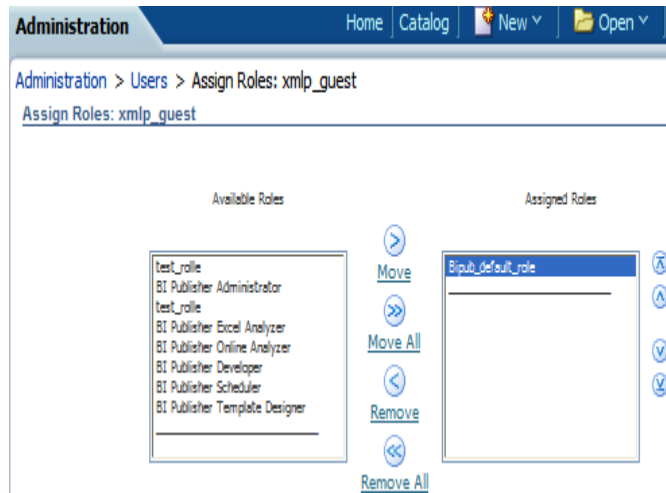 Administration
Home Catalog New Open
Administration > Users > Assign Roles: xmlp_guest
Assign Roles: xmlp_guest
Available Roles
Assigned Roles
test_rolle
BI Publisher Administrator
test_rolle
BI Publisher Excel Analyzer
BI Publisher Online Analyzer
BI Publisher Developer
BI Publisher Scheduler
BI Publisher Template Designer
Move
Move All
Remove
Remove All
Bipub_default_role